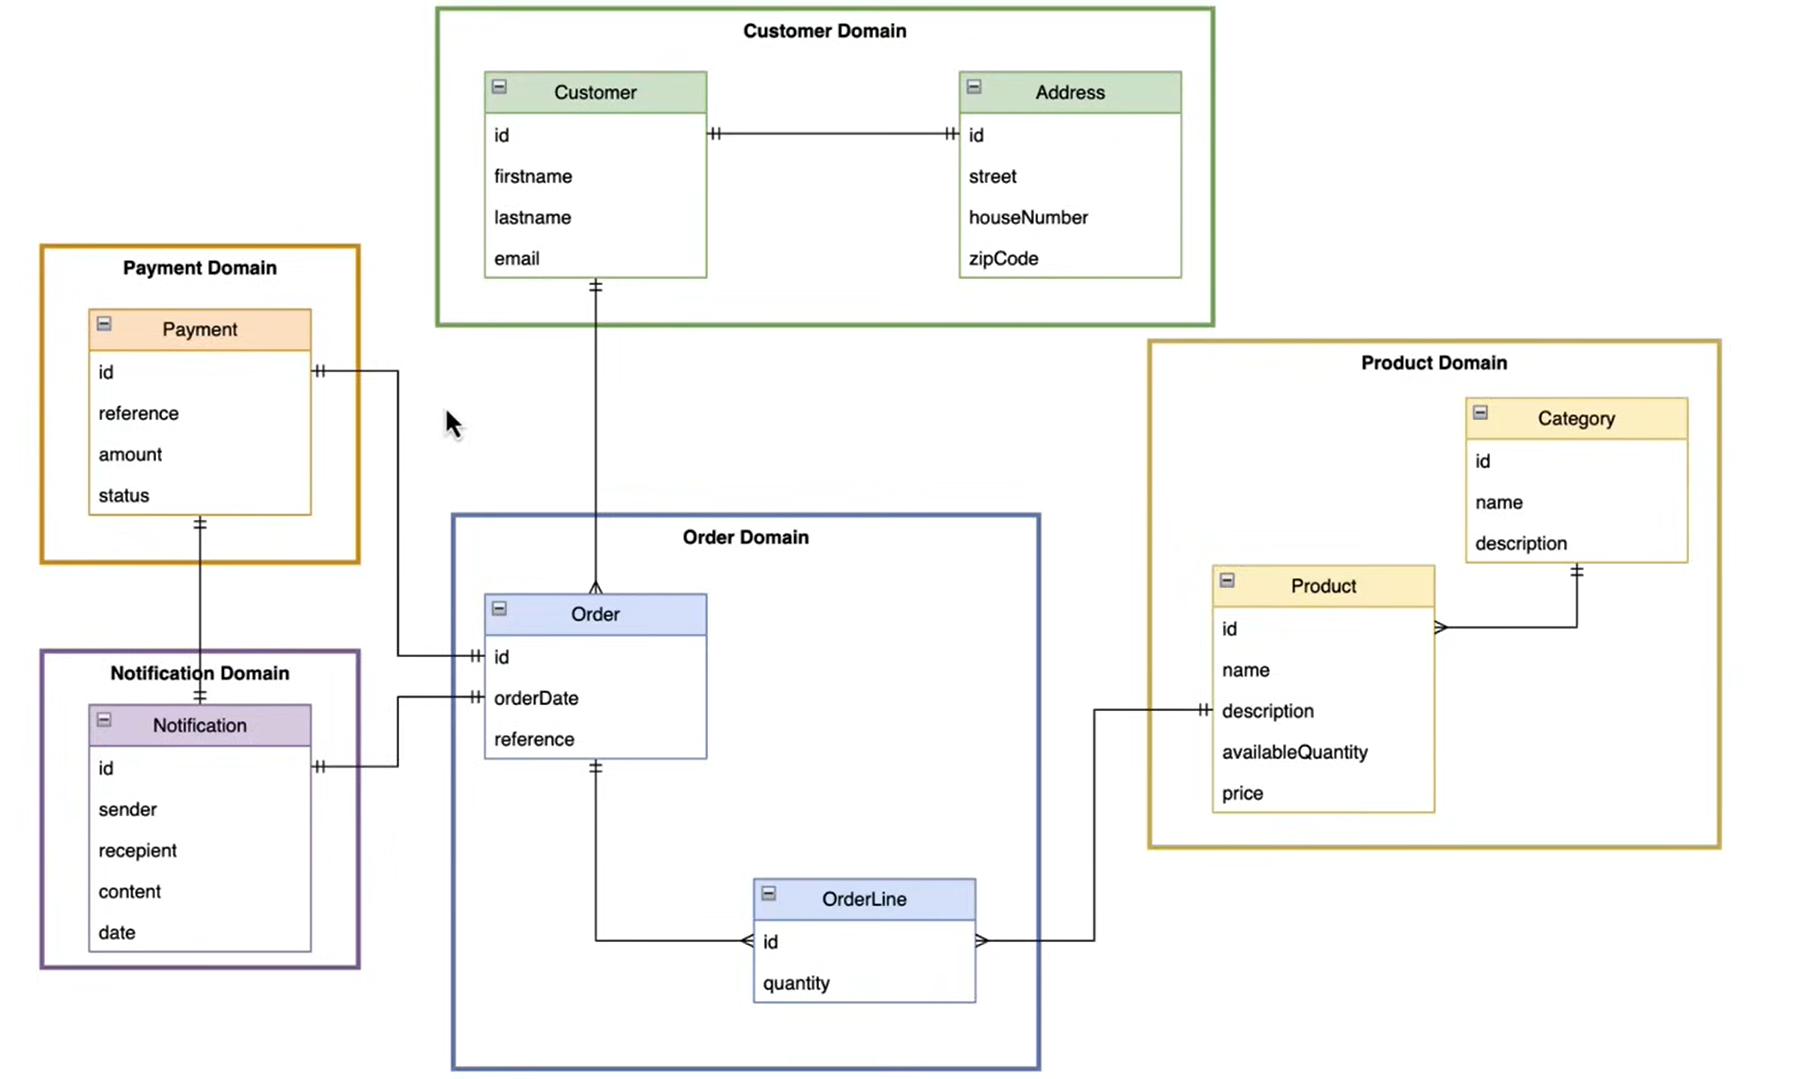 Customer Domain
Customer
id
firstname
lastname
email
Address
id
street
houseNumber
zipCode
Payment Domain
Payment
id
reference
amount
status
Product Domain
Category
id
name
description
Product
id
name
description
availableQuantity
price
Order Domain
Order
id
orderDate
reference
OrderLine
id
quantity
Notification Domain
Notification
id
sender
recepient
content
date